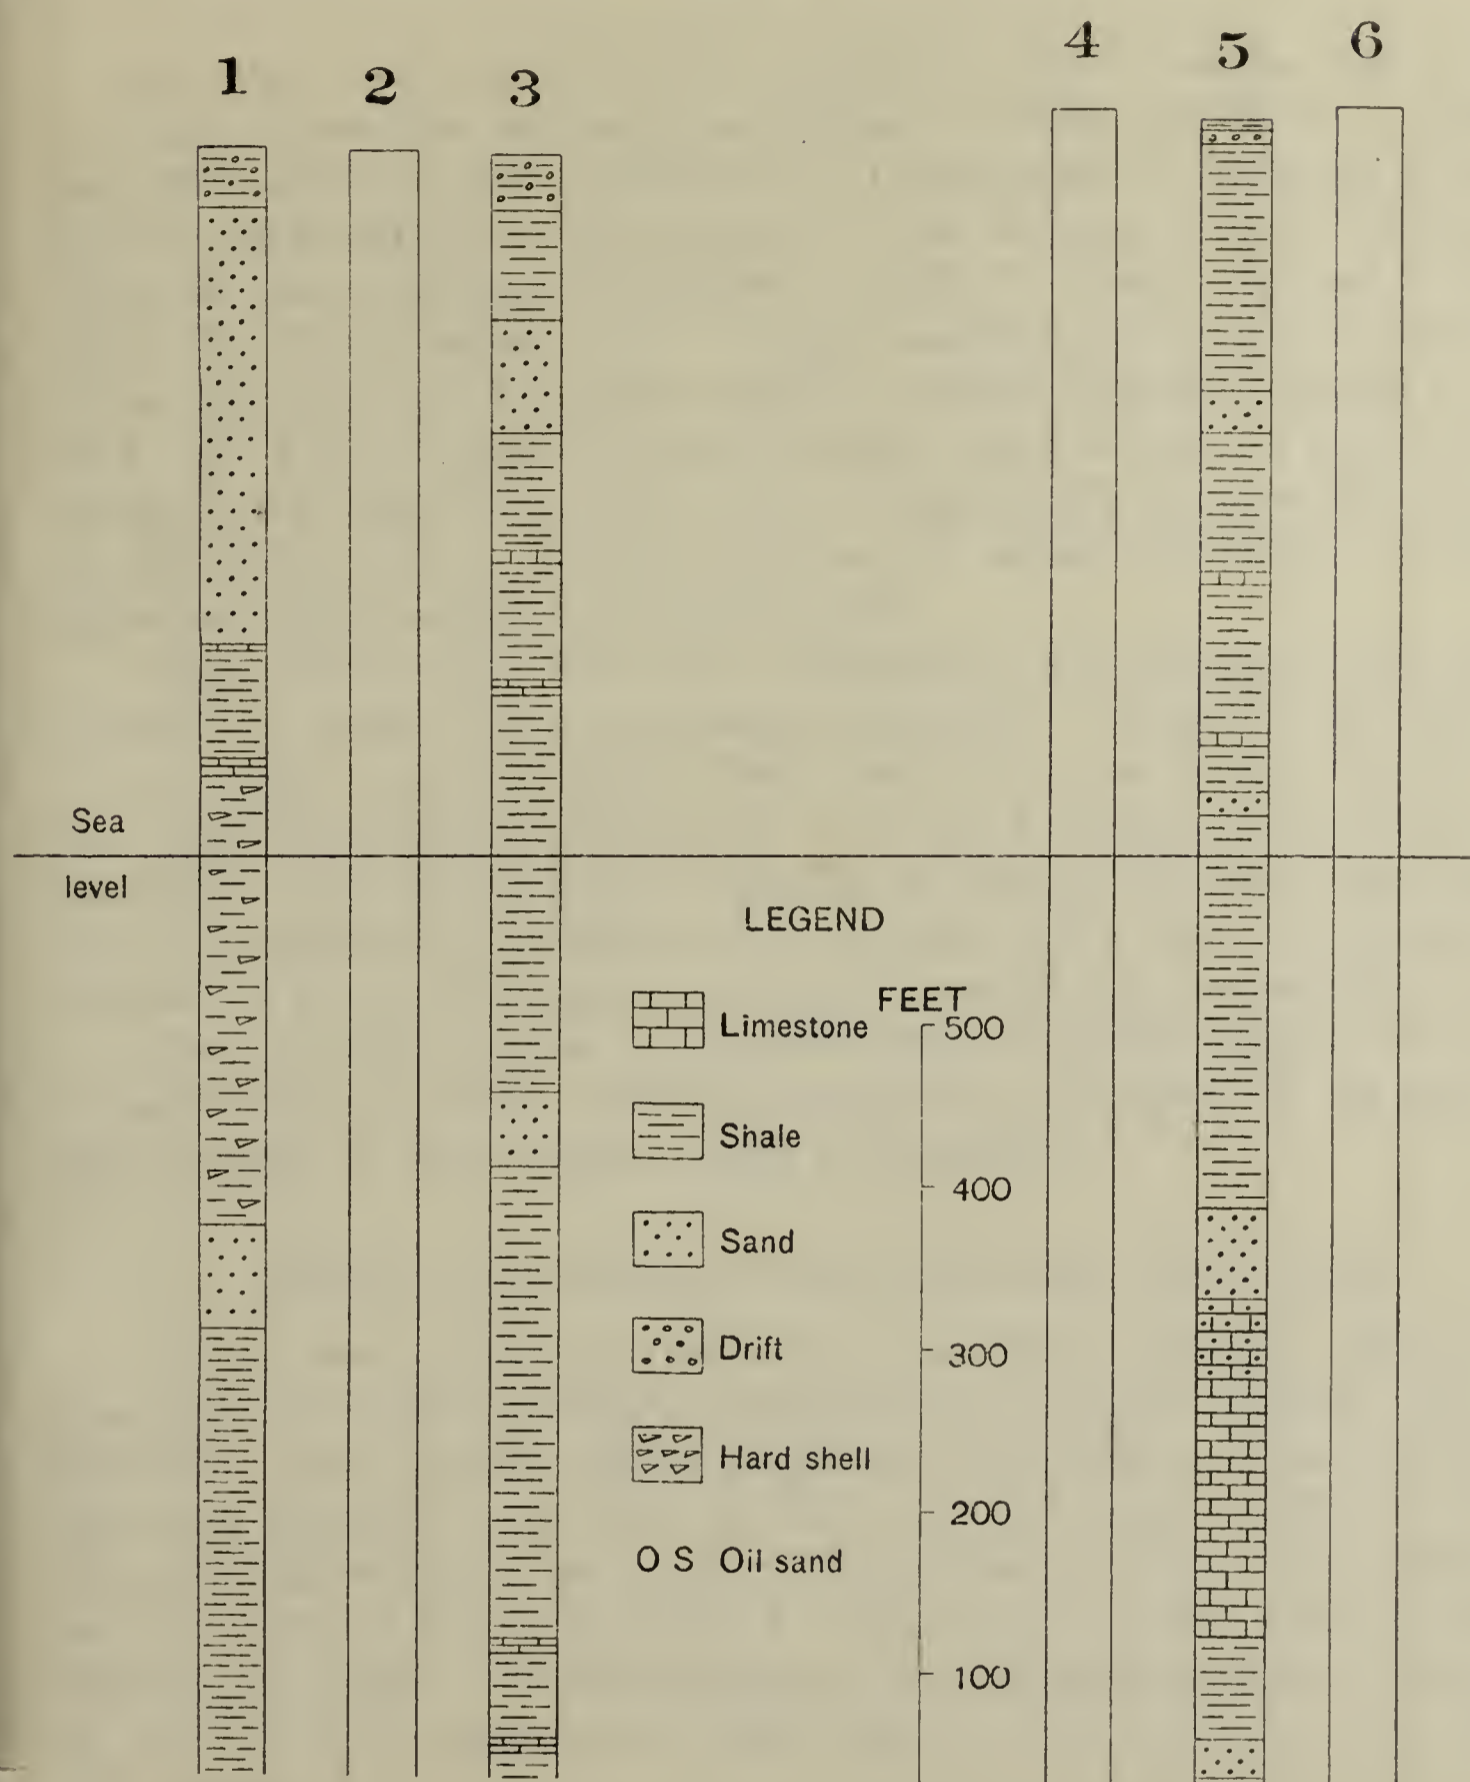 1 2 3 4 5 6
Sea
level
LEGEND
FEET
Limestone
500
Shale
400
Sand
Drift
300
Hard shell
200
O S Oil sand
100